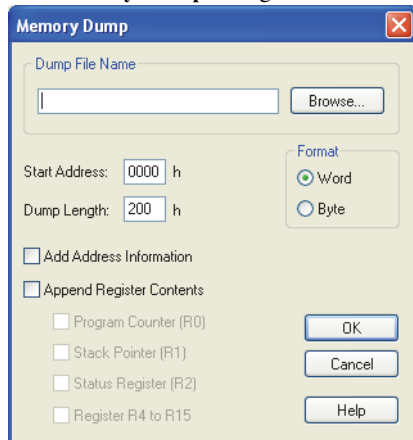 Memory Dump
Dump File Name
Browse...
Start Address: 0000 h
Dump Length: 200 h
Format
Word
Byte
Add Address Information
Append Register Contents
Program Counter (R0)
Stack Pointer (R1)
Status Register (R2)
Register R4 to R15
OK
Cancel
Help